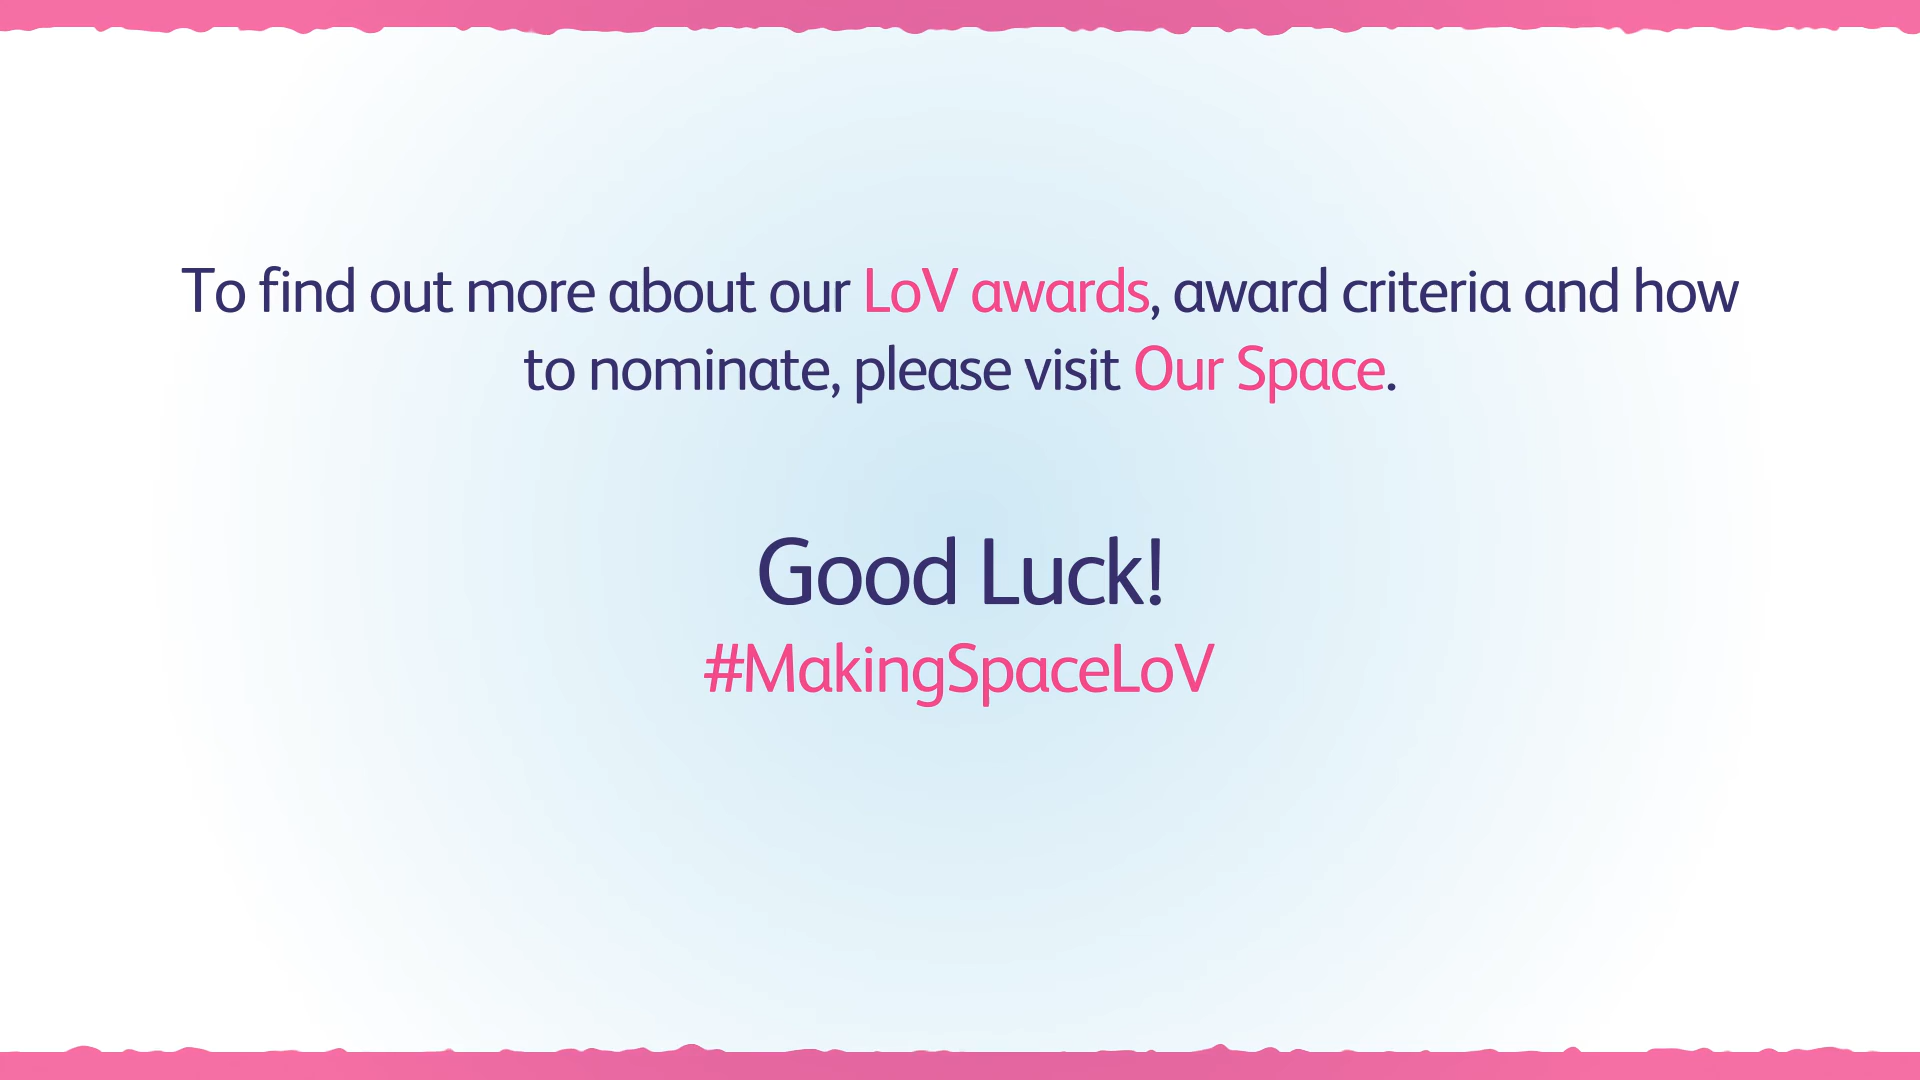 To find out more about our LoV awards, award criteria and how
to nominate, please visit Our Space.
Good Luck!
#MakingSpaceLoV